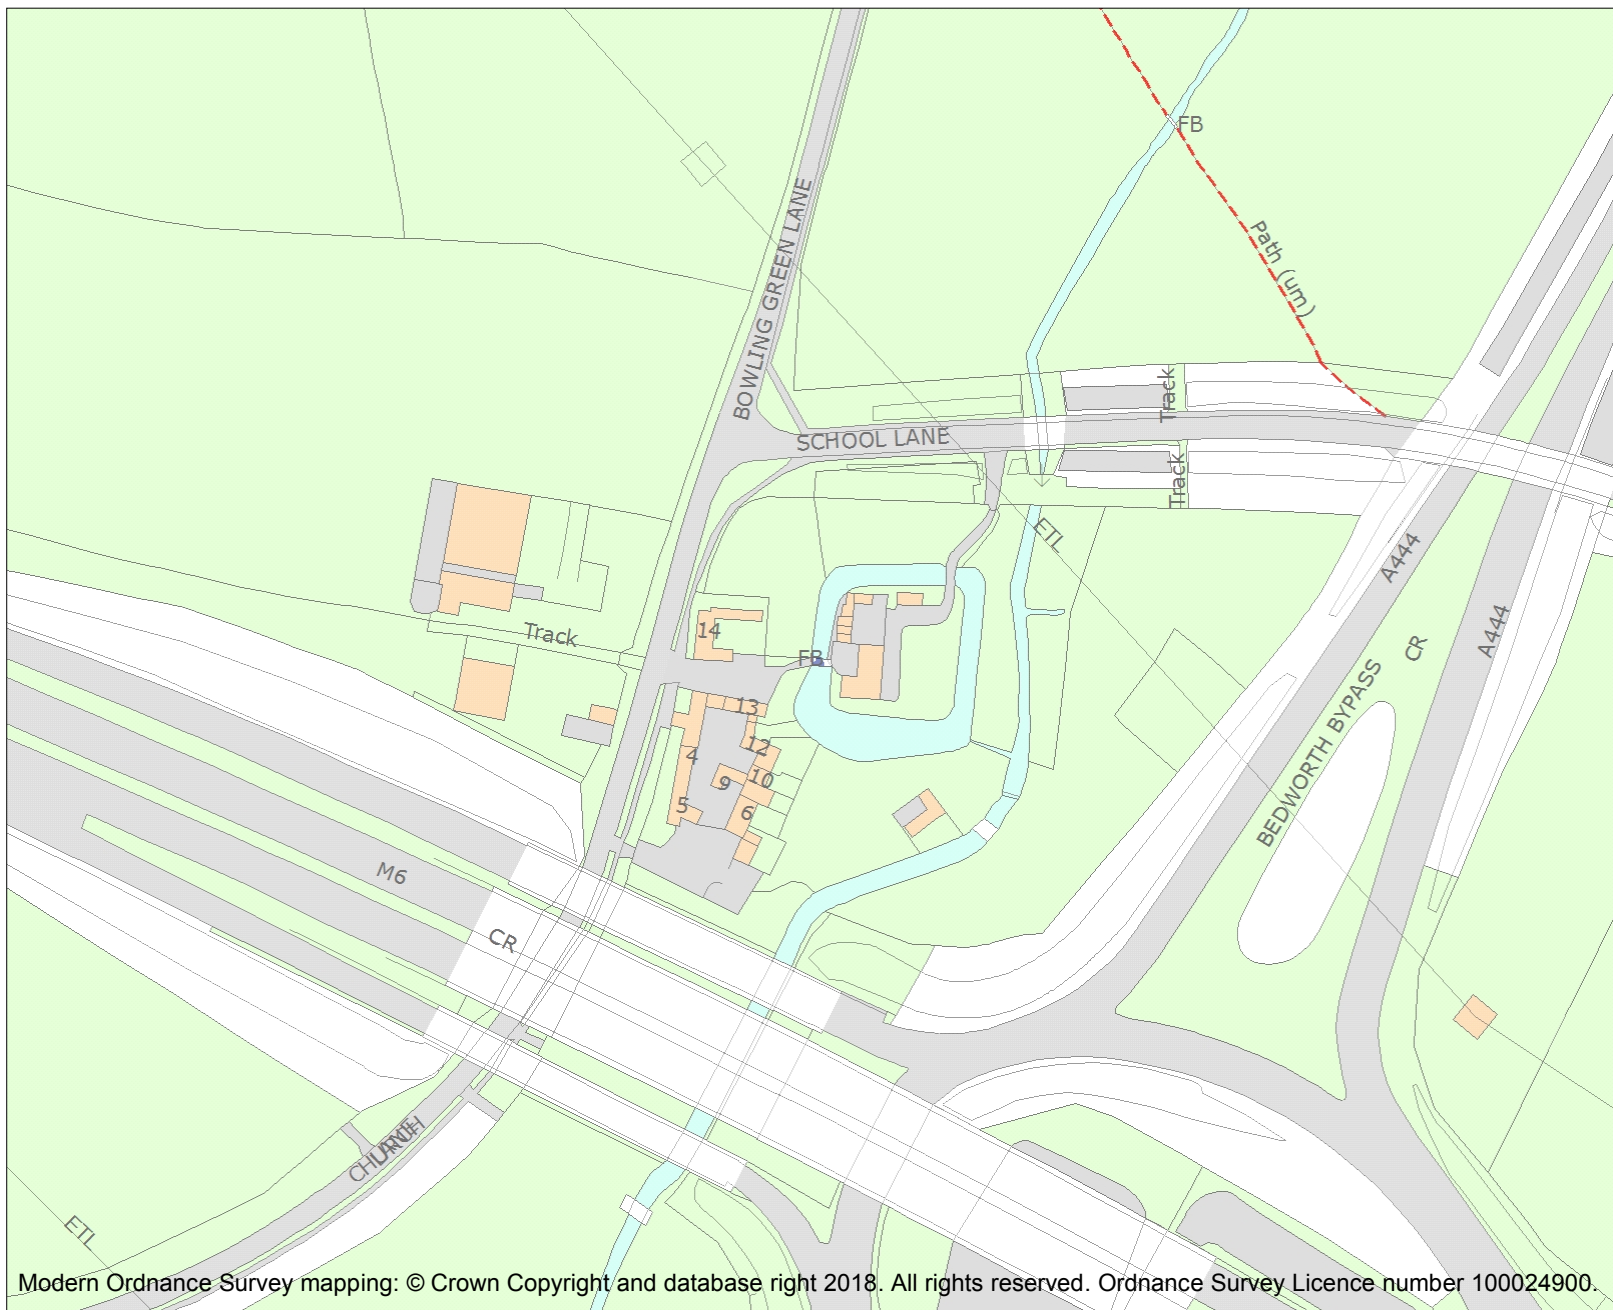 FB
Path (um)
BOWLING GREEN LANE
Track
SCHOOL LANE
Track
ETL
A444
A444
Track
14
FB
CR
BEDWORTH BYPASS
13
12
4
9
10
5
6
M6
CR
CHURCH
LANE
ETL
Modern Ordnance Survey mapping: © Crown Copyright and database right 2018. All rights reserved. Ordnance Survey Licence number 100024900.